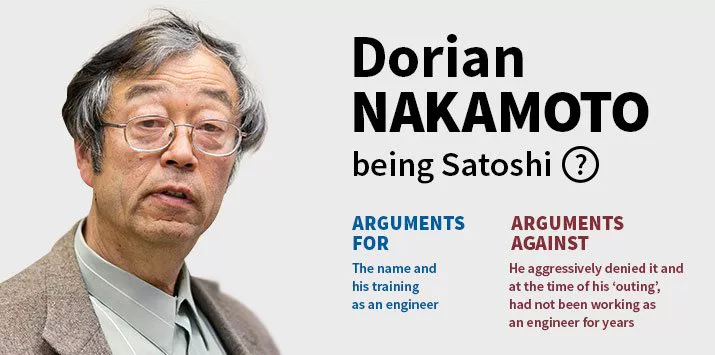 Dorian
NAKAMOTO
being Satoshi ?
ARGUMENTS
FOR
The name and
his training
as an engineer
ARGUMENTS
AGAINST
He aggressively denied it and
at the time of his ‘outing’,
had not been working as
an engineer for years